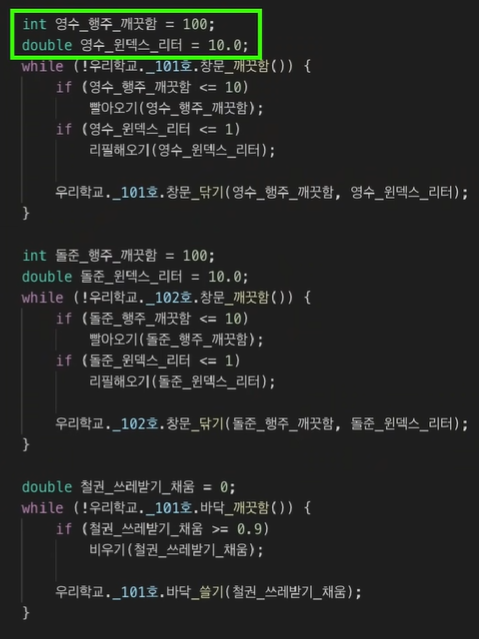 int 영수_행주_깨끗함 = 100;
double 영수_윈덱스_리터 = 10.0;
while (!우리학교._101호.창문_깨끗함()) {
    if (영수_행주_깨끗함 <= 10)
        빨아오기(영수_행주_깨끗함);
    if (영수_윈덱스_리터 <= 1)
        리필해오기(영수_윈덱스_리터);
    우리학교._101호.창문_닦기(영수_행주_깨끗함, 영수_윈덱스_리터);
}
int 돌준_행주_깨끗함 = 100;
double 돌준_윈덱스_리터 = 10.0;
while (!우리학교._102호.창문_깨끗함()) {
    if (돌준_행주_깨끗함 <= 10)
        빨아오기(돌준_행주_깨끗함);
    if (돌준_윈덱스_리터 <= 1)
        리필해오기(돌준_윈덱스_리터);
    우리학교._102호.창문_닦기(돌준_행주_깨끗함, 돌준_윈덱스_리터);
}
double 철권_쓰레받기_채움 = 0;
while (!우리학교._101호.바닥_깨끗함()) {
    if (철권_쓰레받기_채움 >= 0.9)
        비우기(철권_쓰레받기_채움);
    우리학교._101호.바닥_쓸기(철권_쓰레받기_채움);
}